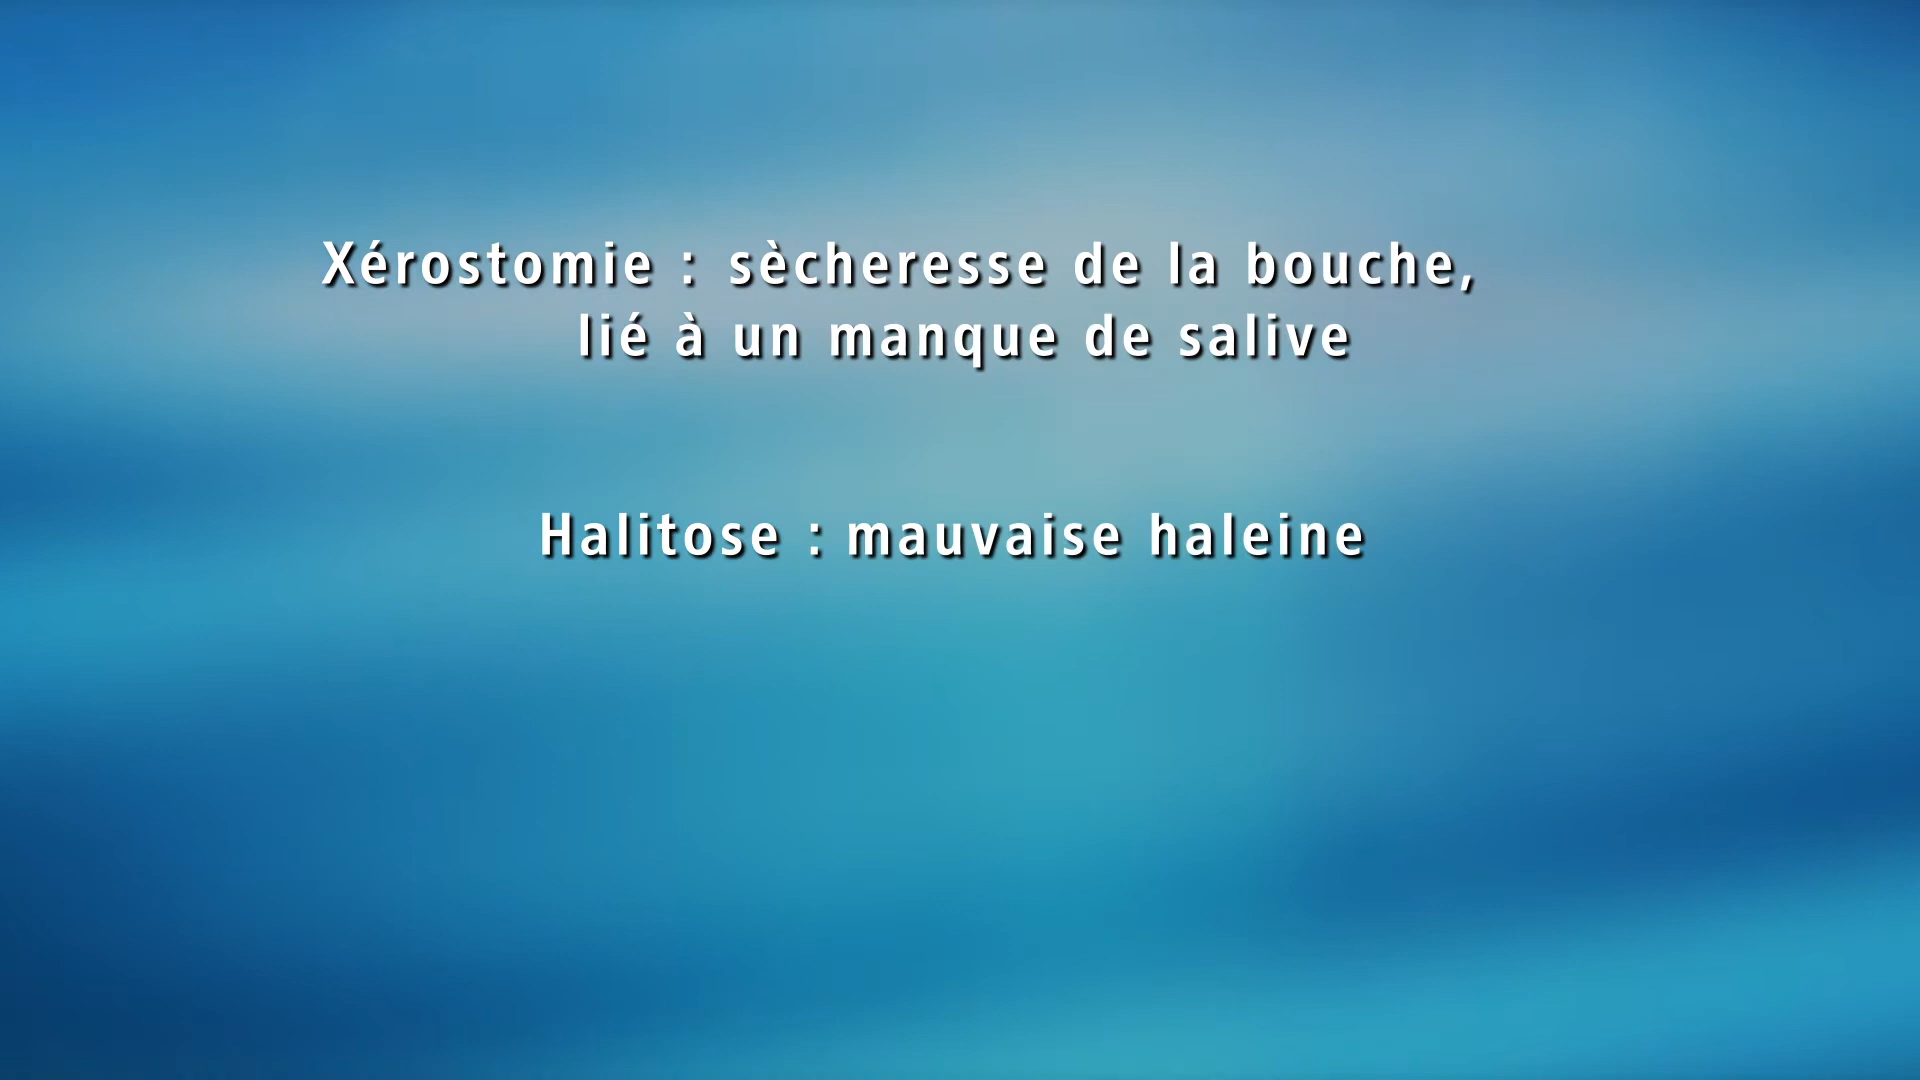 Xérostomie : sècheresse de la bouche,
lié à un manque de salive
Halitose : mauvaise haleine